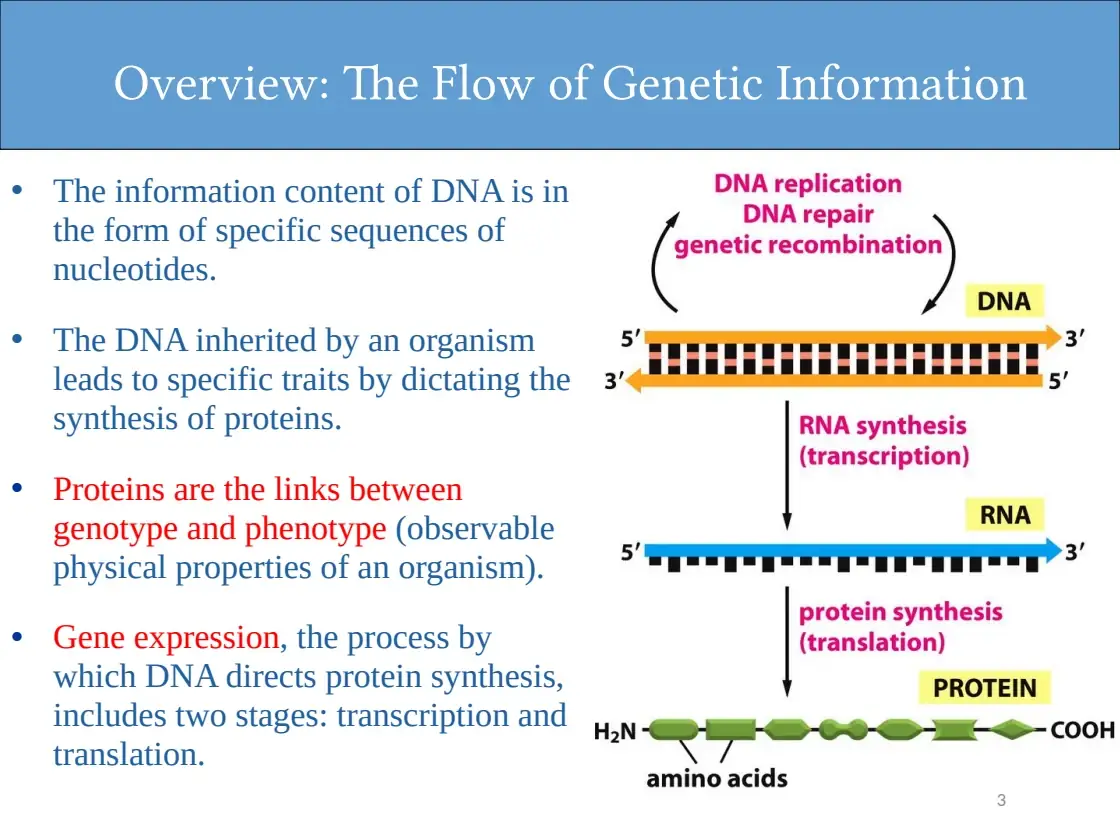 Overview: The Flow of Genetic Information
• The information content of DNA is in
the form of specific sequences of
nucleotides.
• The DNA inherited by an organism
leads to specific traits by dictating the
synthesis of proteins.
• Proteins are the links between
genotype and phenotype (observable
physical properties of an organism).
• Gene expression, the process by
which DNA directs protein synthesis,
includes two stages: transcription and
translation.
DNA replication
DNA repair
genetic recombination
DNA
5′ 3′
3′ 5′
RNA synthesis
(transcription)
RNA
5′ 3′
protein synthesis
(translation)
PROTEIN
H₂N COOH
amino acids
3